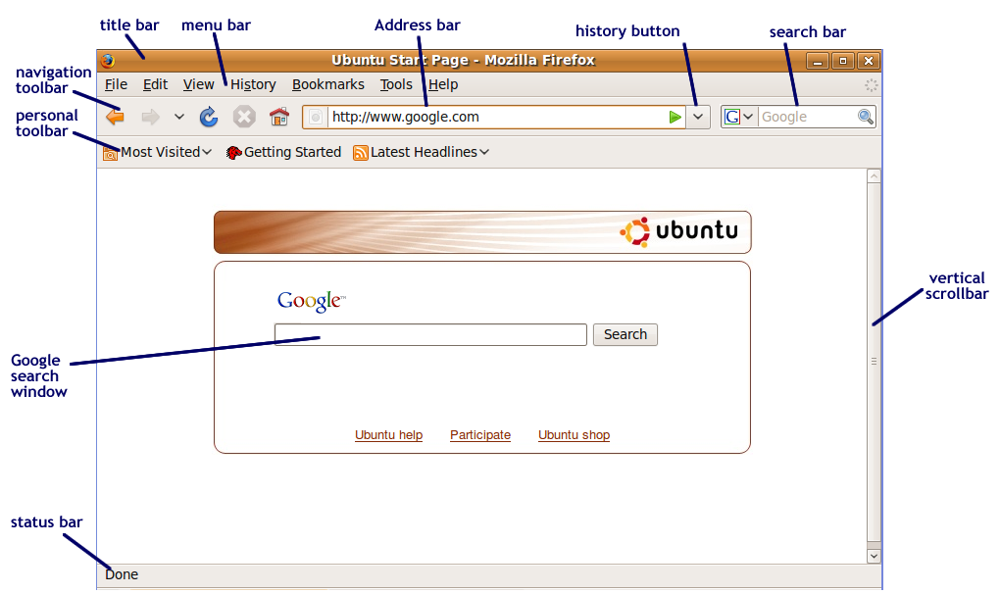 title bar
menu bar
Address bar
history button
search bar
Ubuntu Start Page - Mozilla Firefox
navigation
toolbar
File Edit View History Bookmarks Tools Help
personal
toolbar
http://www.google.com
G
Google
Most Visited
Getting Started
Latest Headlines
ubuntu
vertical
scrollbar
Google™
Search
Google
search
window
Ubuntu help
Participate
Ubuntu shop
status bar
Done